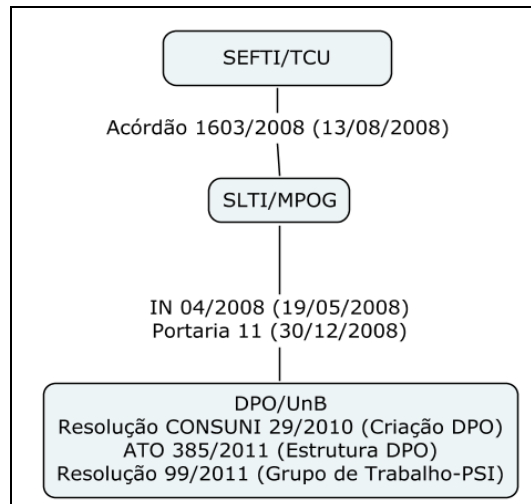 SEFTI/TCU
Acórdão 1603/2008 (13/08/2008)
SLTI/MPOG
IN 04/2008 (19/05/2008)
Portaria 11 (30/12/2008)
DPO/UnB
Resolução CONSUNI 29/2010 (Criação DPO)
ATO 385/2011 (Estrutura DPO)
Resolução 99/2011 (Grupo de Trabalho-PSI)